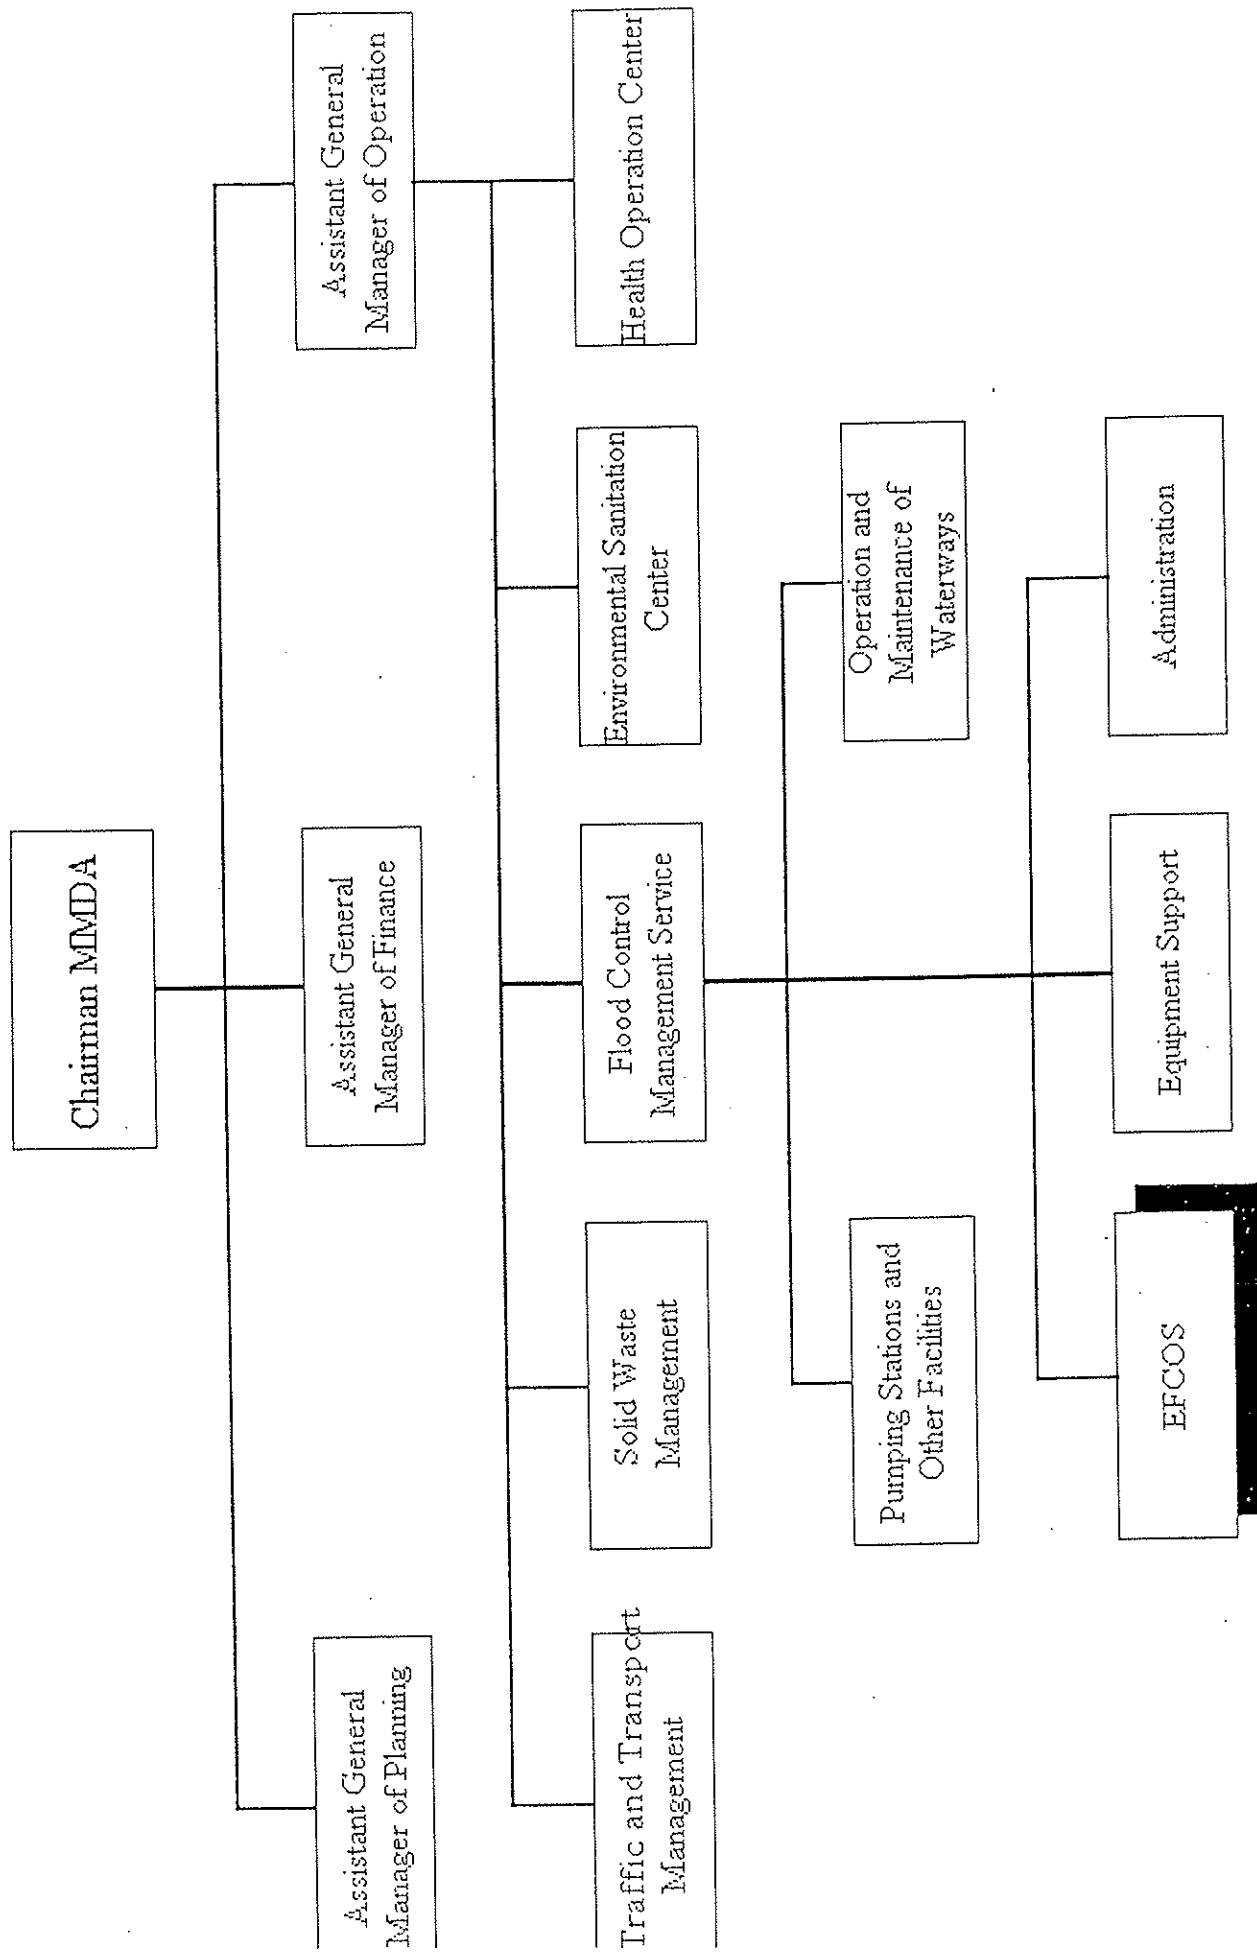 Chairman MMDA
Assistant General
Manager of Planning
Assistant General
Manager of Finance
Assistant General
Manager of Operation
Traffic and Transport
Management
Solid Waste
Management
Flood Control
Management Service
Environmental Sanitation
Center
Health Operation Center
Pumping Stations and
Other Facilities
Operation and
Maintenance of
Waterways
EFCOS
Equipment Support
Administration